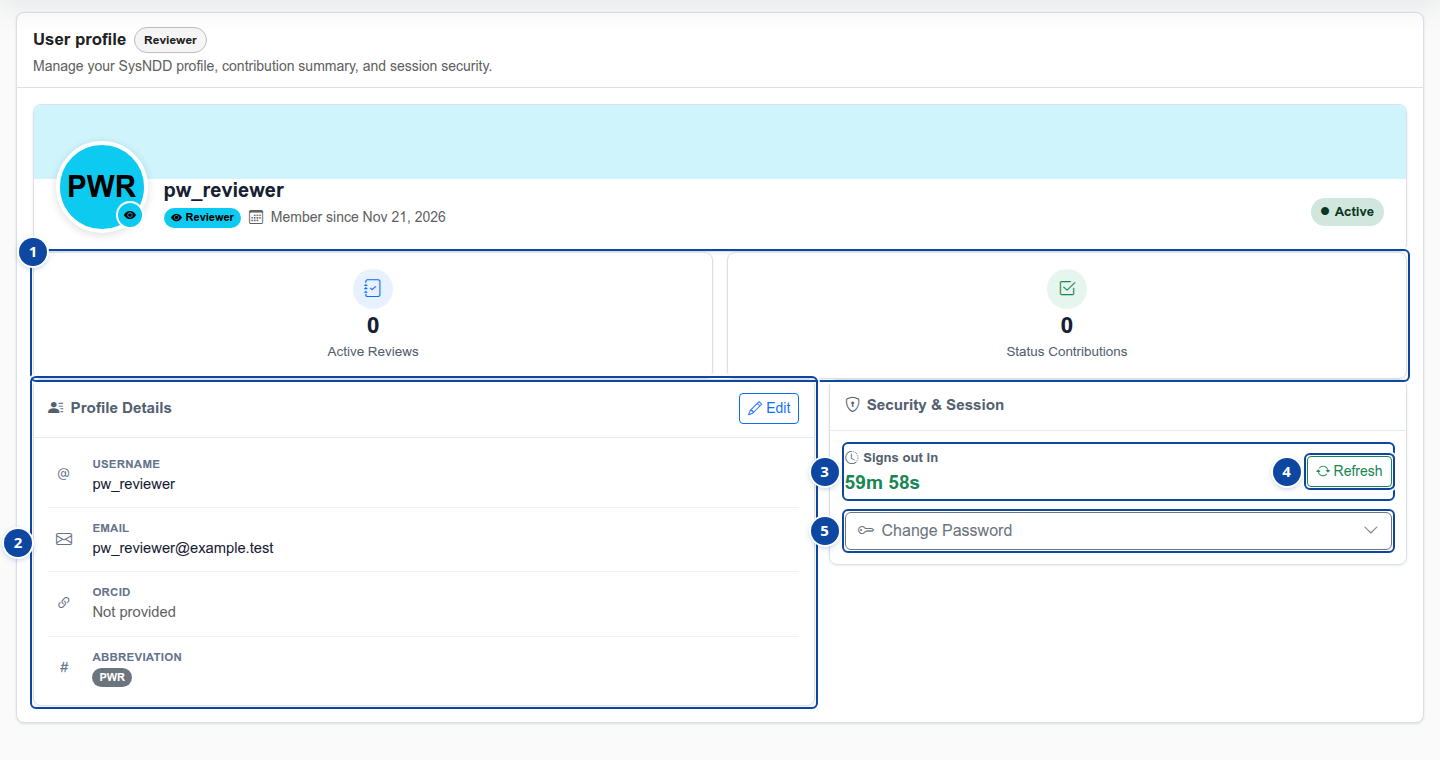 User profile Reviewer
Manage your SysNDD profile, contribution summary, and session security.
PWR
pw_reviewer
Reviewer Member since Nov 21, 2026
Active
1
0
Active Reviews
0
Status Contributions
Profile Details
Edit
2
@ USERNAME
pw_reviewer
EMAIL
pw_reviewer@example.test
ORCID
Not provided
# ABBREVIATION
PWR
Security & Session
3
Signs out in
59m 58s
4
Refresh
5
Change Password